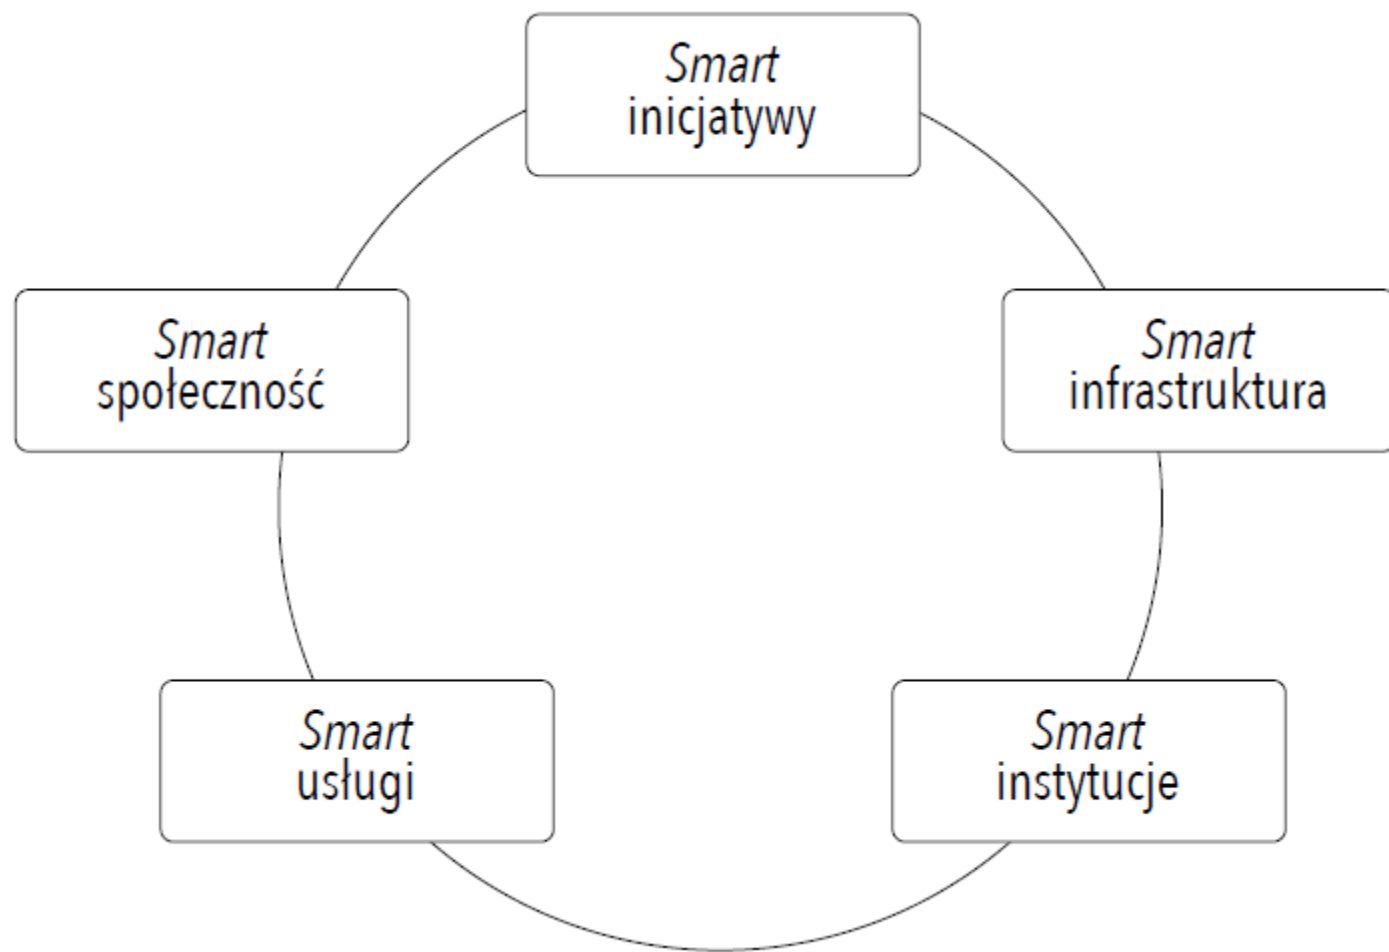 Smart
inicjatywy
Smart
społeczność
Smart
infrastruktura
Smart
usługi
Smart
instytucje